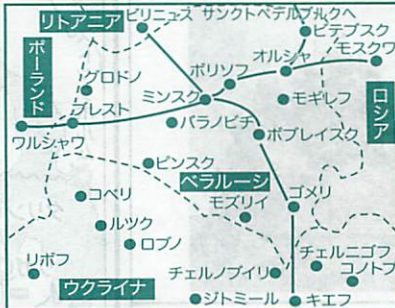 リトアニア
ビリニュス
サンクトペテルブルクへ
ビテブスク
モスクワ
オルシャ
ポーランド
グロドノ
ボリソフ
ミンスク
モギレフ
ロシア
ブレスト
バラノビチ
ボブレイスク
ワルシャワ
ピンスク
ベラルーシ
コベリ
モズリイ
ゴメリ
ルツク
ロブノ
リボフ
チェルニゴフ
チェルノブイリ
コノトプ
ウクライナ
ジトミール
キエフ